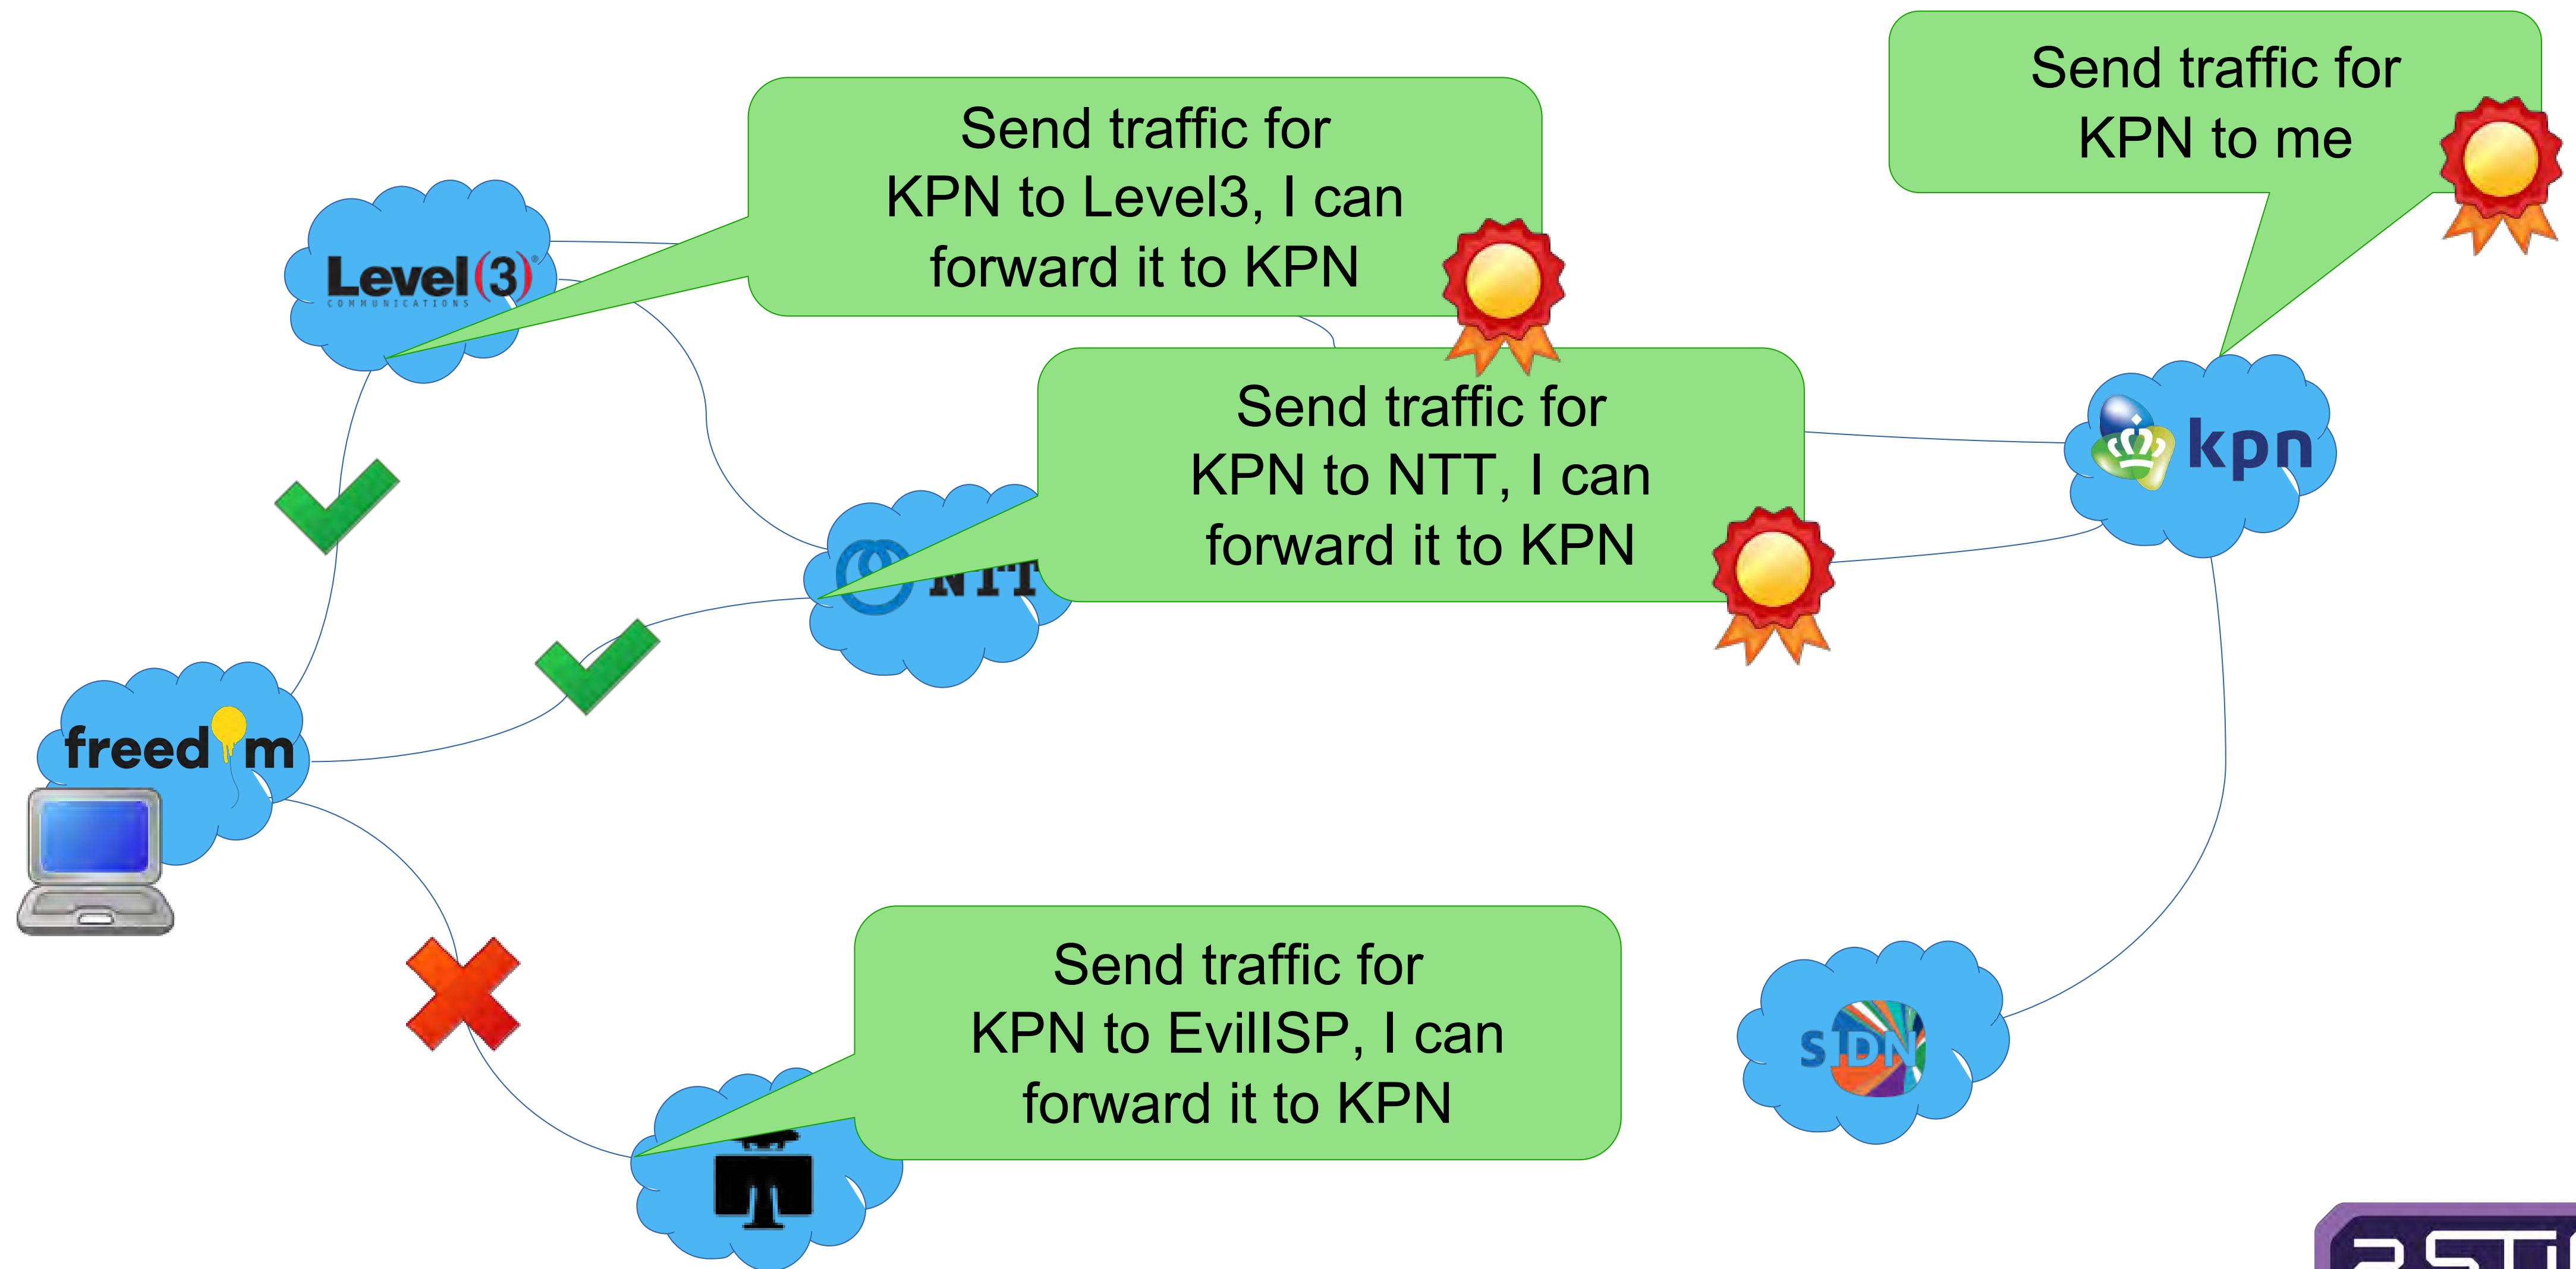 Send traffic for
KPN to me
Send traffic for
KPN to Level3, I can
forward it to KPN
Level(3)®
COMMUNICATIONS
Send traffic for
KPN to NTT, I can
forward it to KPN
kpn
NTT
freedom
Send traffic for
KPN to EvilISP, I can
forward it to KPN
SIDN